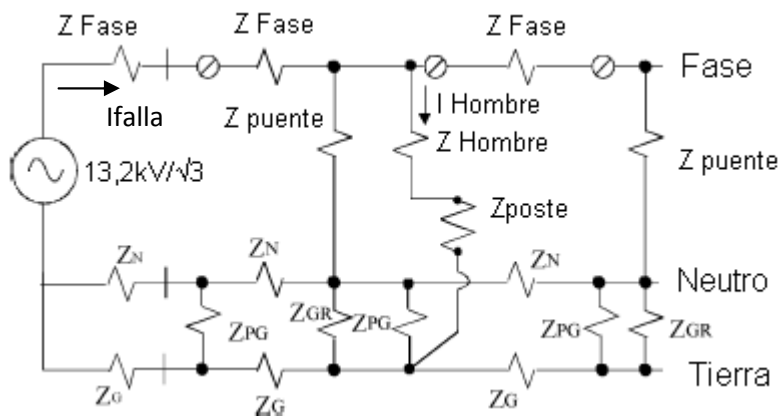 Z Fase
Z Fase
Z Fase
Fase
Ifalla
Z puente
I Hombre
Z Hombre
Z puente
13,2kV/√3
Zposte
ZN
ZN
ZN
Neutro
ZPG
ZGR
ZPG
ZPG
ZGR
Tierra
ZG
ZG
ZG